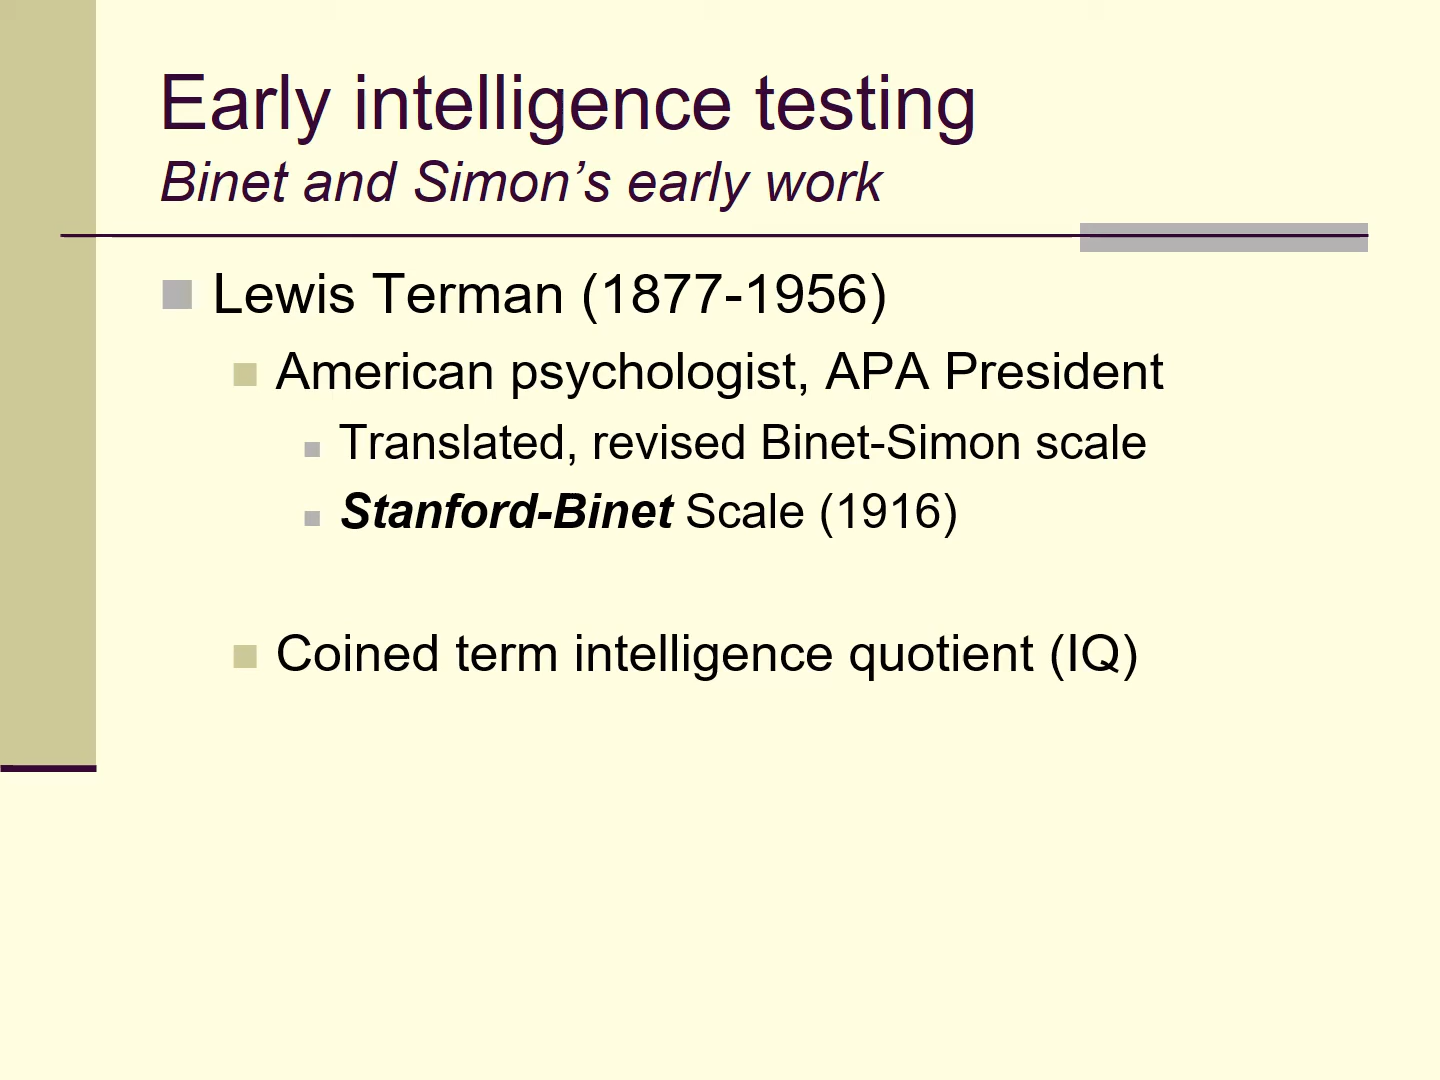 Early intelligence testing
Binet and Simon’s early work
Lewis Terman (1877-1956)
American psychologist, APA President
Translated, revised Binet-Simon scale
Stanford-Binet Scale (1916)
Coined term intelligence quotient (IQ)